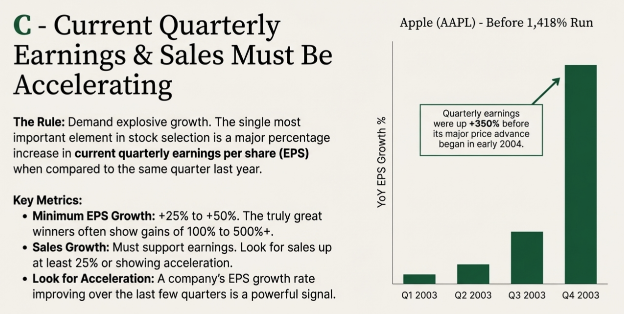 C - Current Quarterly
Earnings & Sales Must Be
Accelerating
The Rule: Demand explosive growth. The single most
important element in stock selection is a major percentage
increase in current quarterly earnings per share (EPS)
when compared to the same quarter last year.
Key Metrics:
• Minimum EPS Growth: +25% to +50%. The truly great
winners often show gains of 100% to 500%+.
• Sales Growth: Must support earnings. Look for sales up
at least 25% or showing acceleration.
• Look for Acceleration: A company's EPS growth rate
improving over the last few quarters is a powerful signal.
Apple (AAPL) - Before 1,418% Run
Quarterly earnings
were up +350% before
its major price advance
began in early 2004.
YoY EPS Growth %
Q1 2003 Q2 2003 Q3 2003 Q4 2003